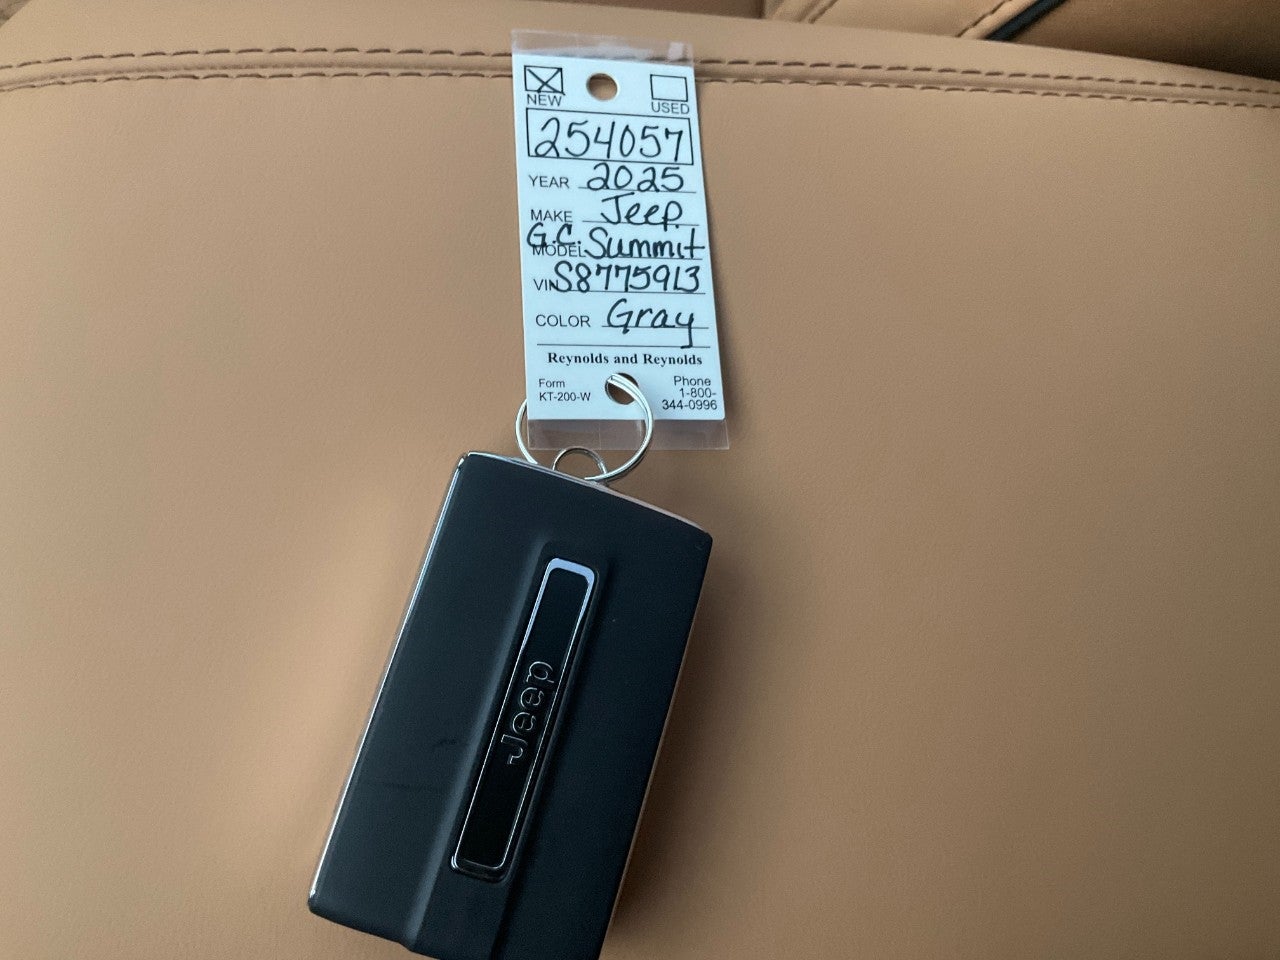 NEW USED
254057
YEAR 2025
MAKE Jeep
G.C.
MODEL Summit
VIN S8775913
COLOR Gray
Reynolds and Reynolds
Form Phone
KT-200-W 1-800-
344-0996
Jeep